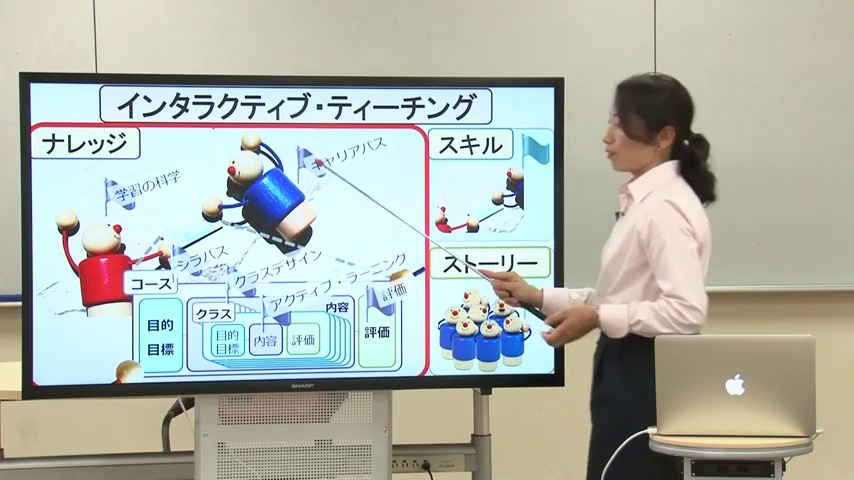 インタラクティブ・ティーチング
ナレッジ
スキル
学習の科学
キャリアパス
シラバス
クラスデザイン
アクティブ・ラーニング
評価
ストーリー
コース
目的
目標
クラス
内容
目的
目標
内容
評価
評価
SHARP